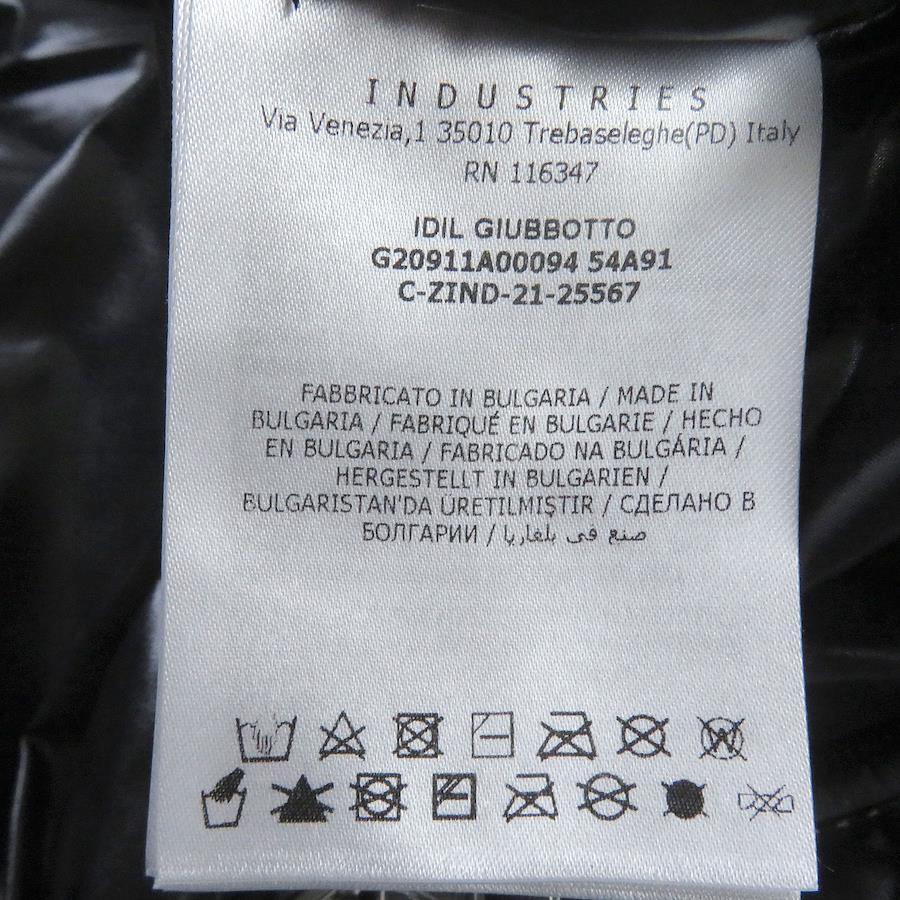 INDUSTRIES
Via Venezia,1 35010 Trebaseleghe(PD) Italy
RN 116347
IDIL GIUBBOTTO
G20911A00094 54A91
C-ZIND-21-25567
FABBRICATO IN BULGARIA / MADE IN
BULGARIA / FABRIQUÉ EN BULGARIE / HECHO
EN BULGARIA / FABRICADO NA BULGÁRIA /
HERGESTELLT IN BULGARIEN /
BULGARISTAN'DA ÜRETILMIŞTIR / СДЕЛАНО В
БОЛГАРИИ / صنع في بلغاريا
W